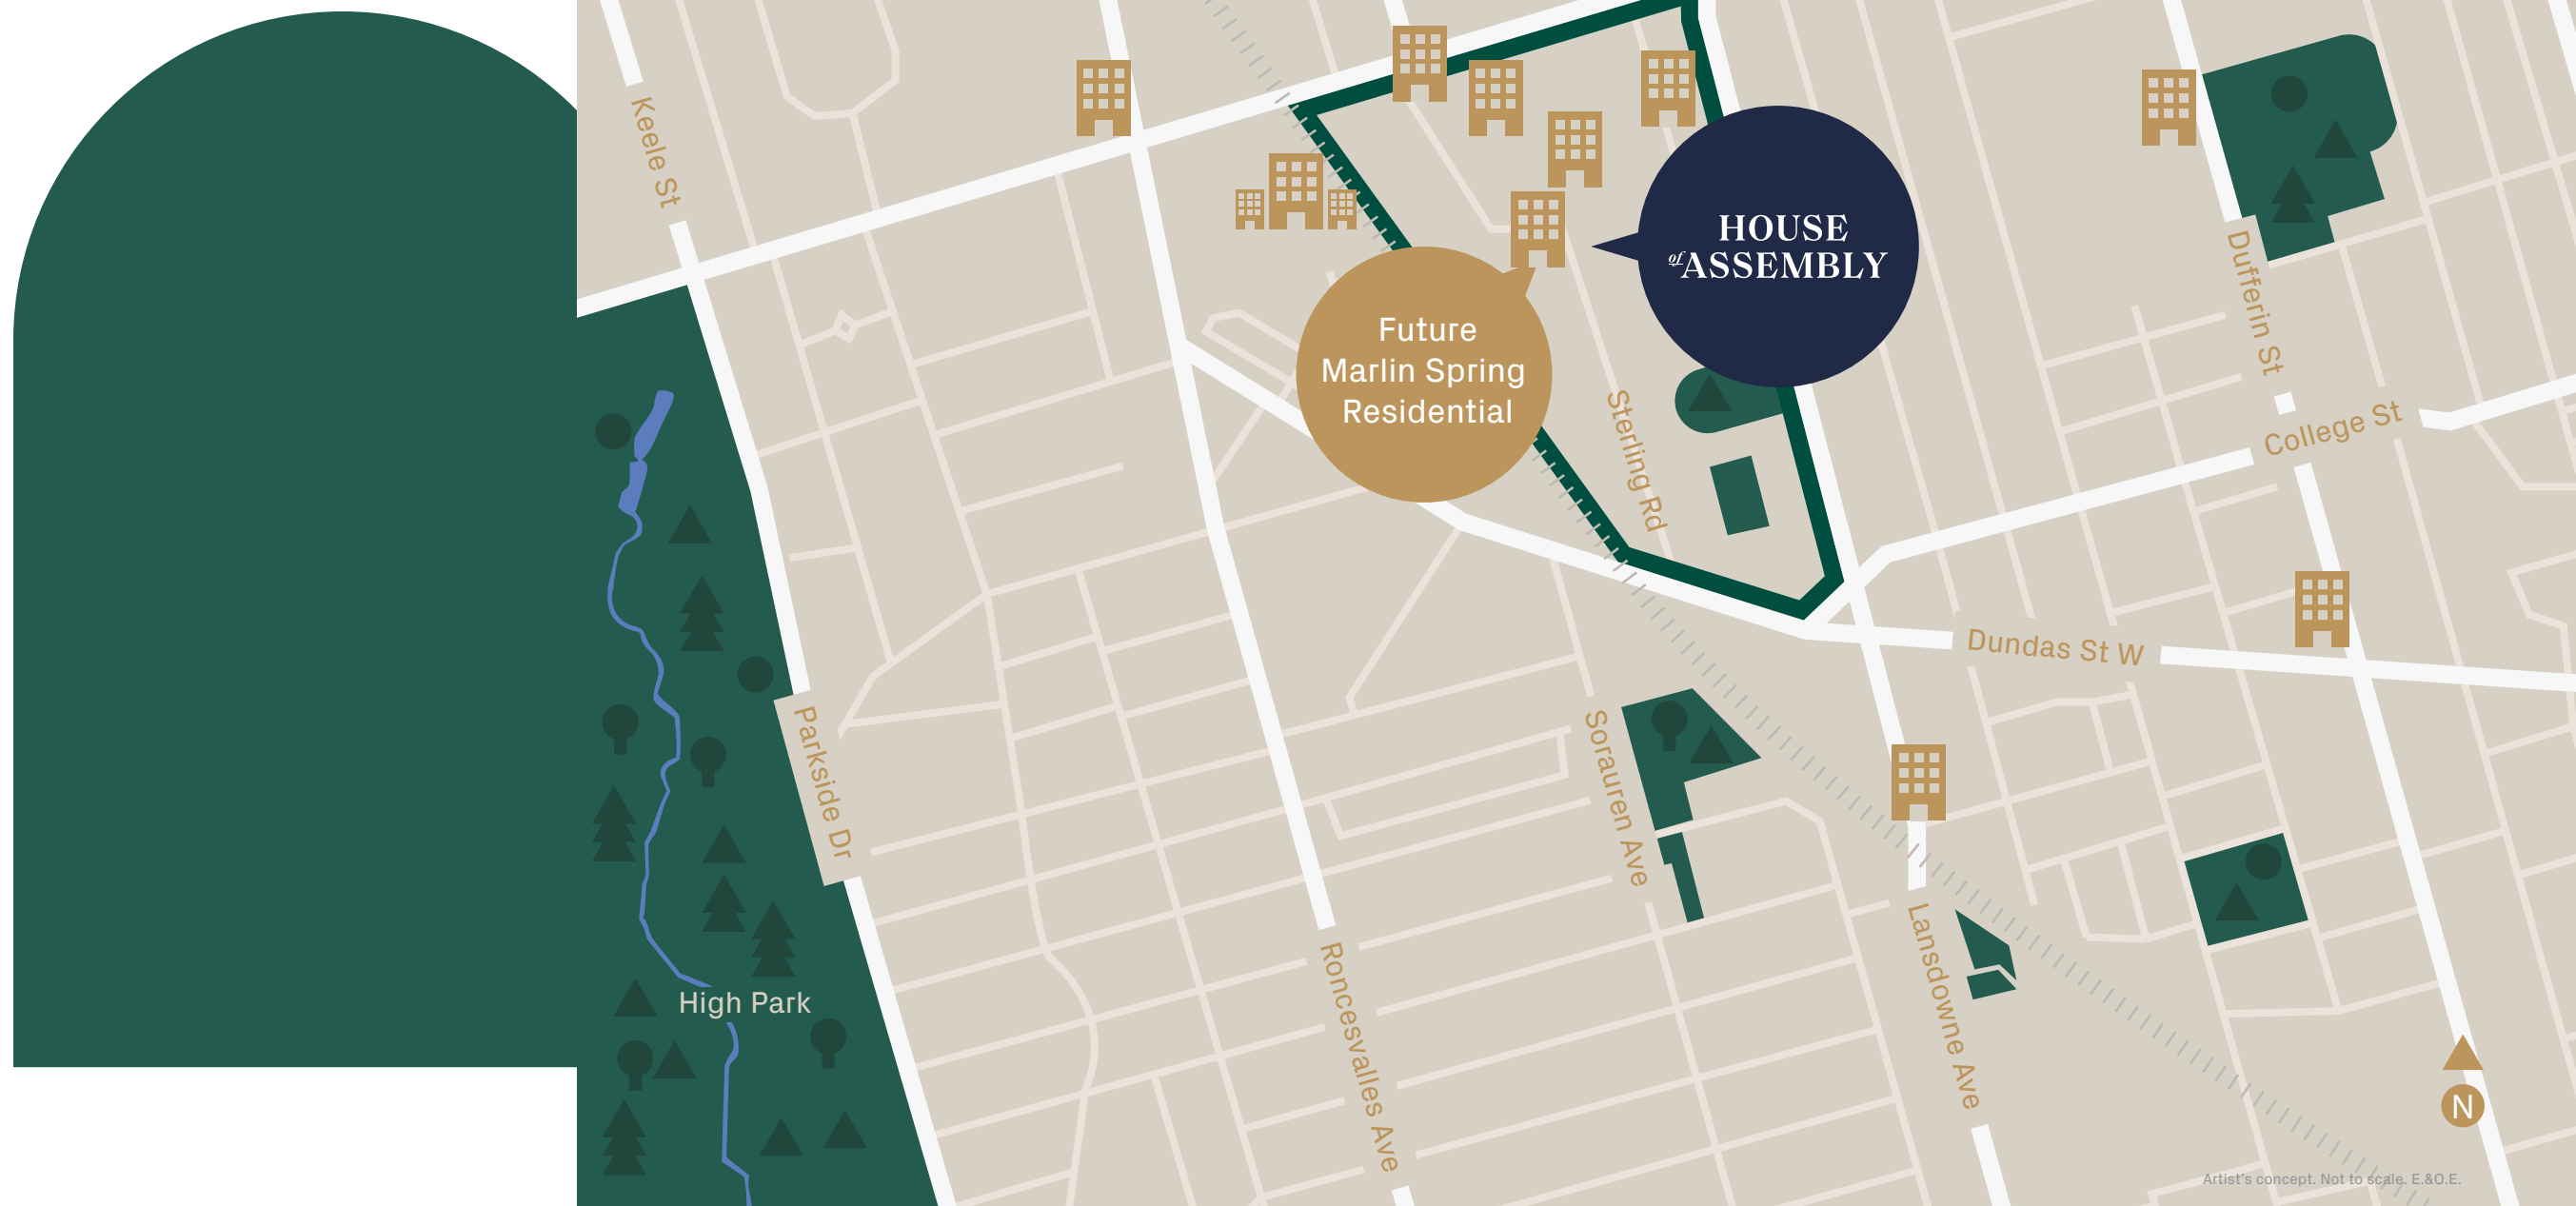 Keele St
HOUSE
of ASSEMBLY
Future
Marlin Spring
Residential
Dufferin St
College St
Sterling Rd
Dundas St W
Parkside Dr
Sorauren Ave
High Park
Roncesvalles Ave
Lansdowne Ave
N
Artist's concept. Not to scale. E.&O.E.